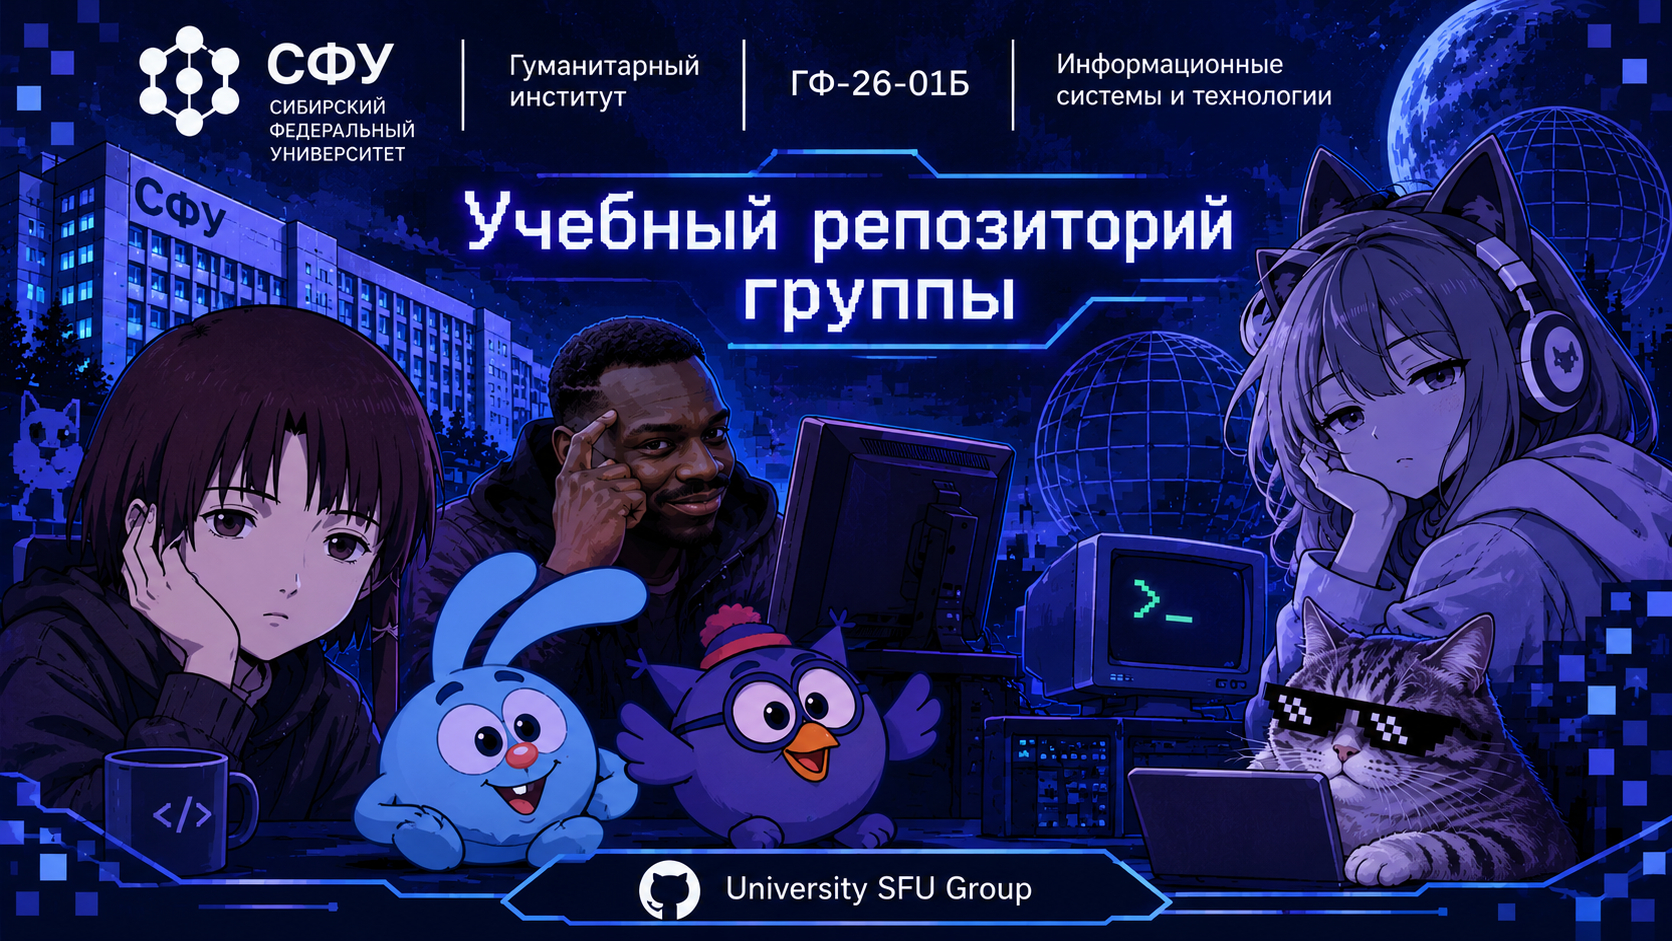 СФУ
СИБИРСКИЙ
ФЕДЕРАЛЬНЫЙ
УНИВЕРСИТЕТ
Гуманитарный
институт
ГФ-26-01Б
Информационные
системы и технологии
Учебный репозиторий
группы
СФУ
>_
</>
University SFU Group